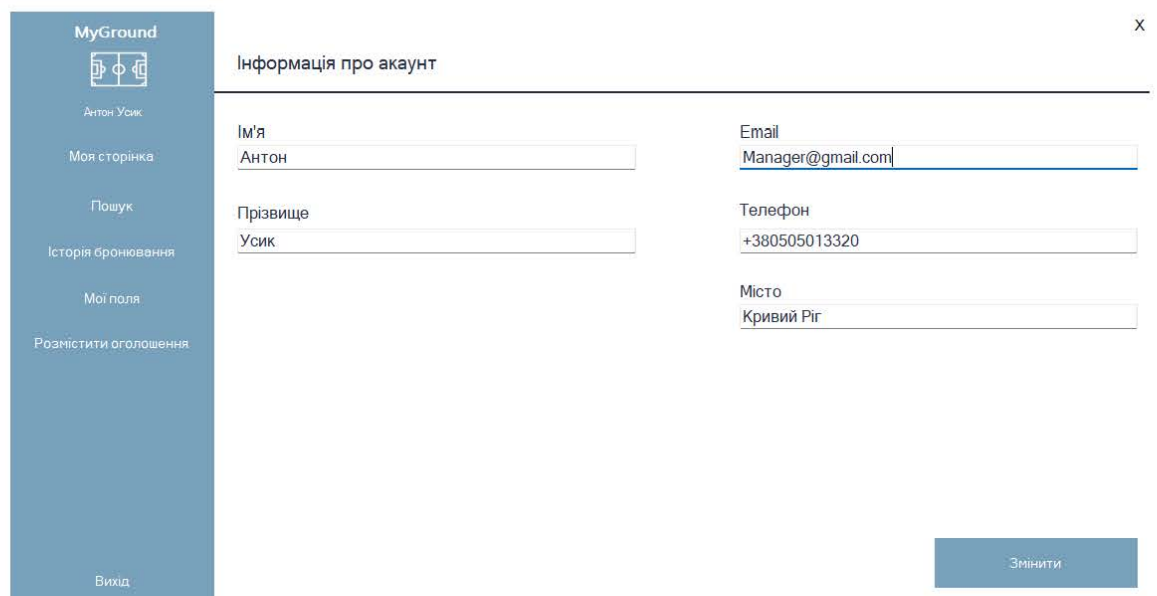 MyGround
Антон Усик
Моя сторінка
Пошук
Історія бронювання
Мої поля
Розмістити оголошення
Вихід
X
Інформація про акаунт
Ім'я
Антон
Прізвище
Усик
Email
Manager@gmail.com
Телефон
+380505013320
Місто
Кривий Ріг
Змінити